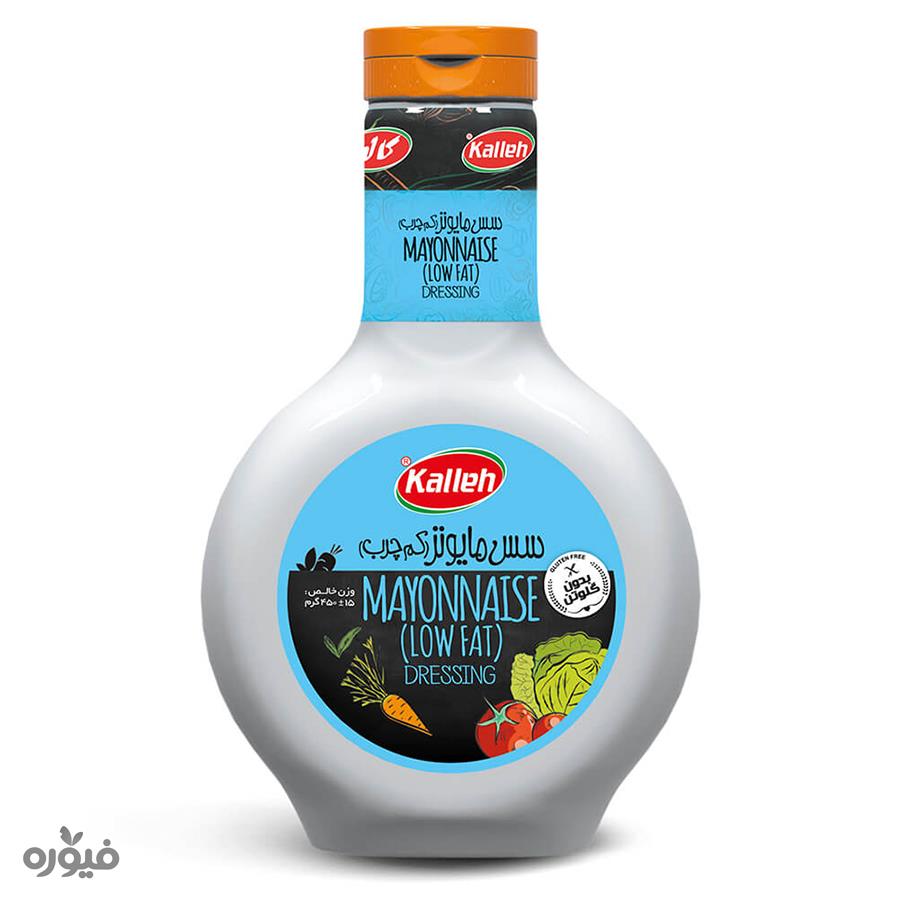 کاله
Kalleh
سس مایونز (کم چرب)
MAYONNAISE
(LOW FAT)
DRESSING
® Kalleh
سس مایونز (کم چرب)
GLUTEN FREE
بدون
گلوتن
وزن خالص:
۴۵۰±۱۵ گرم
MAYONNAISE
(LOW FAT)
DRESSING
فیوره